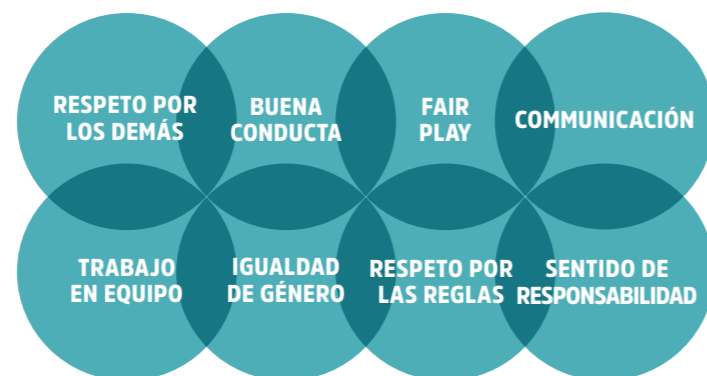 RESPETO POR
LOS DEMÁS
BUENA
CONDUCTA
FAIR
PLAY
COMMUNICACIÓN
TRABAJO
EN EQUIPO
IGUALDAD
DE GÉNERO
RESPETO POR
LAS REGLAS
SENTIDO DE
RESPONSABILIDAD